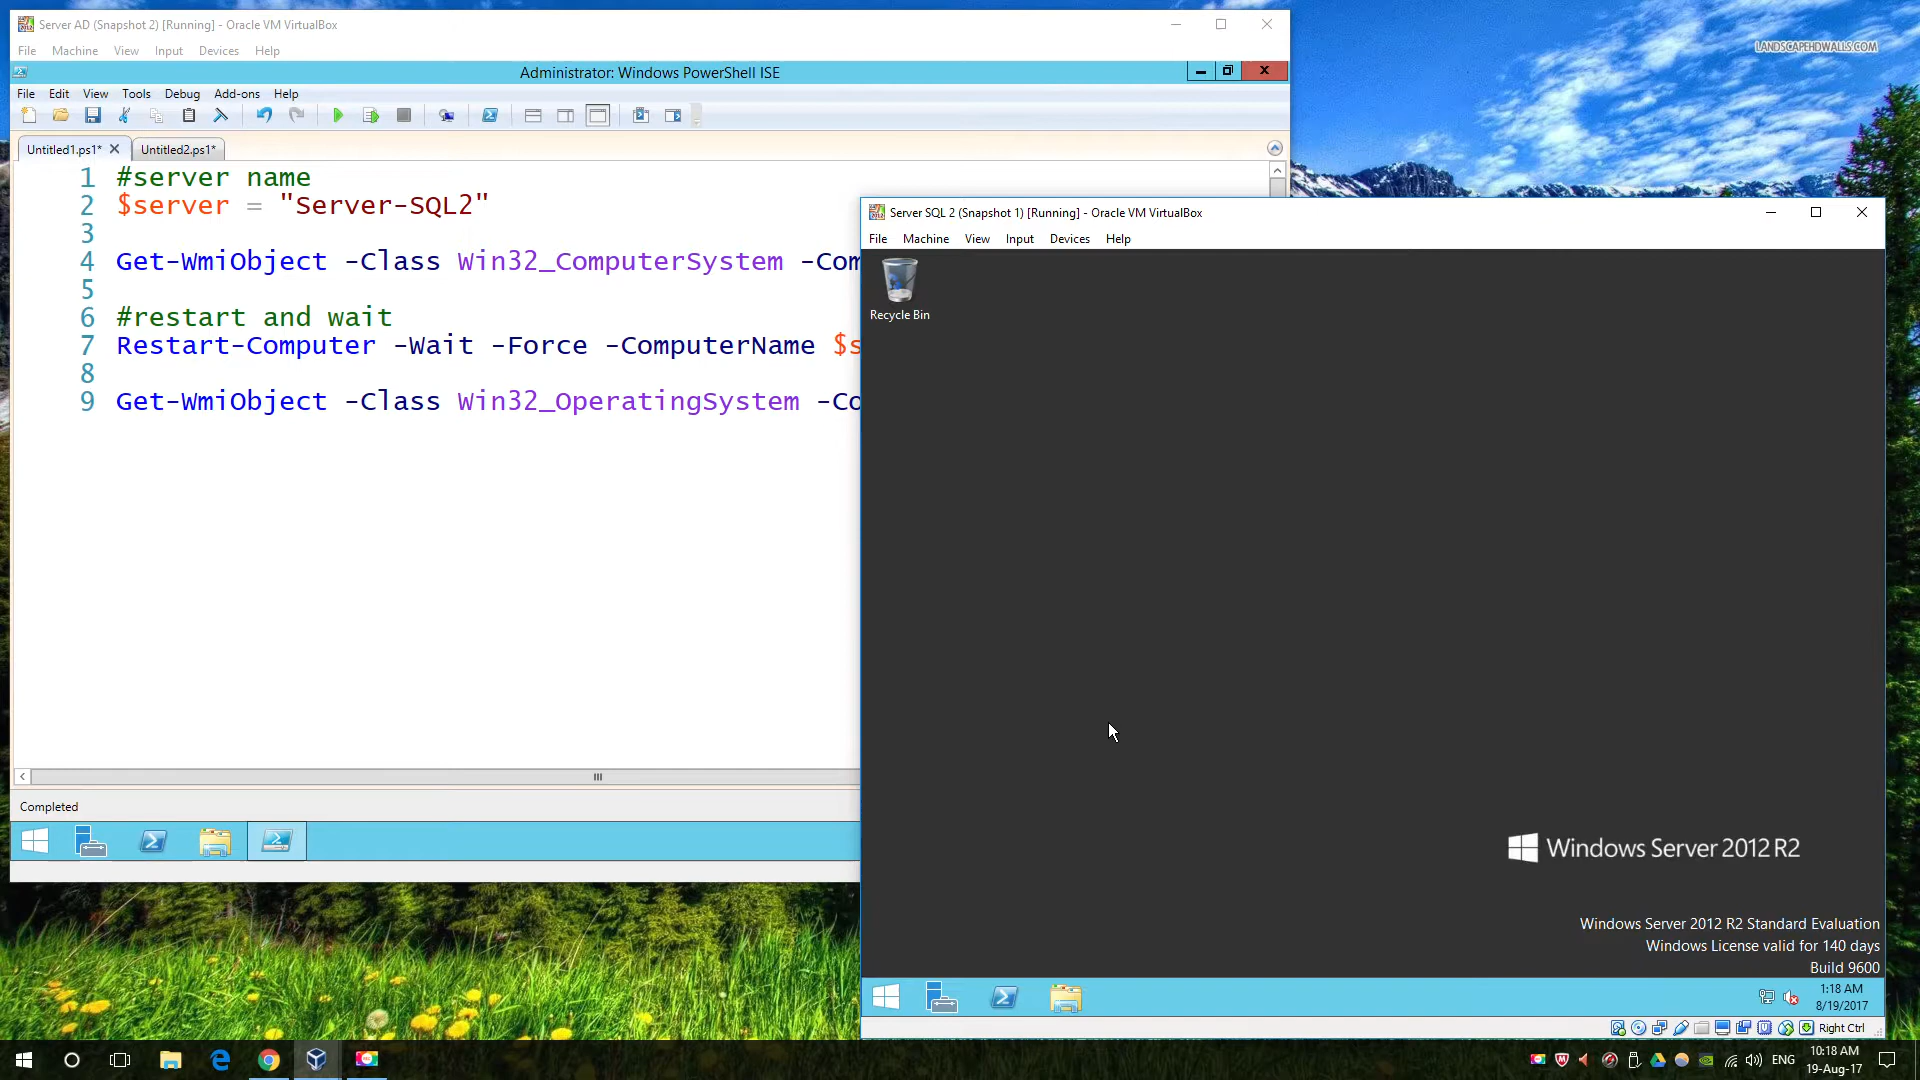 Server AD (Snapshot 2) [Running] - Oracle VM VirtualBox
File Machine View Input Devices Help
Administrator: Windows PowerShell ISE
File Edit View Tools Debug Add-ons Help
Untitled1.ps1* Untitled2.ps1*
1 #server name
2 $server = "Server-SQL2"
3
4 Get-WmiObject -Class Win32_ComputerSystem -Com
5
6 #restart and wait
7 Restart-Computer -Wait -Force -ComputerName $s
8
9 Get-WmiObject -Class Win32_OperatingSystem -Co
Completed
LANDSCAPEHDWALLS.COM
Server SQL 2 (Snapshot 1) [Running] - Oracle VM VirtualBox
File Machine View Input Devices Help
Recycle Bin
Windows Server 2012 R2
Windows Server 2012 R2 Standard Evaluation
Windows License valid for 140 days
Build 9600
1:18 AM
8/19/2017
Right Ctrl
ENG
10:18 AM
19-Aug-17